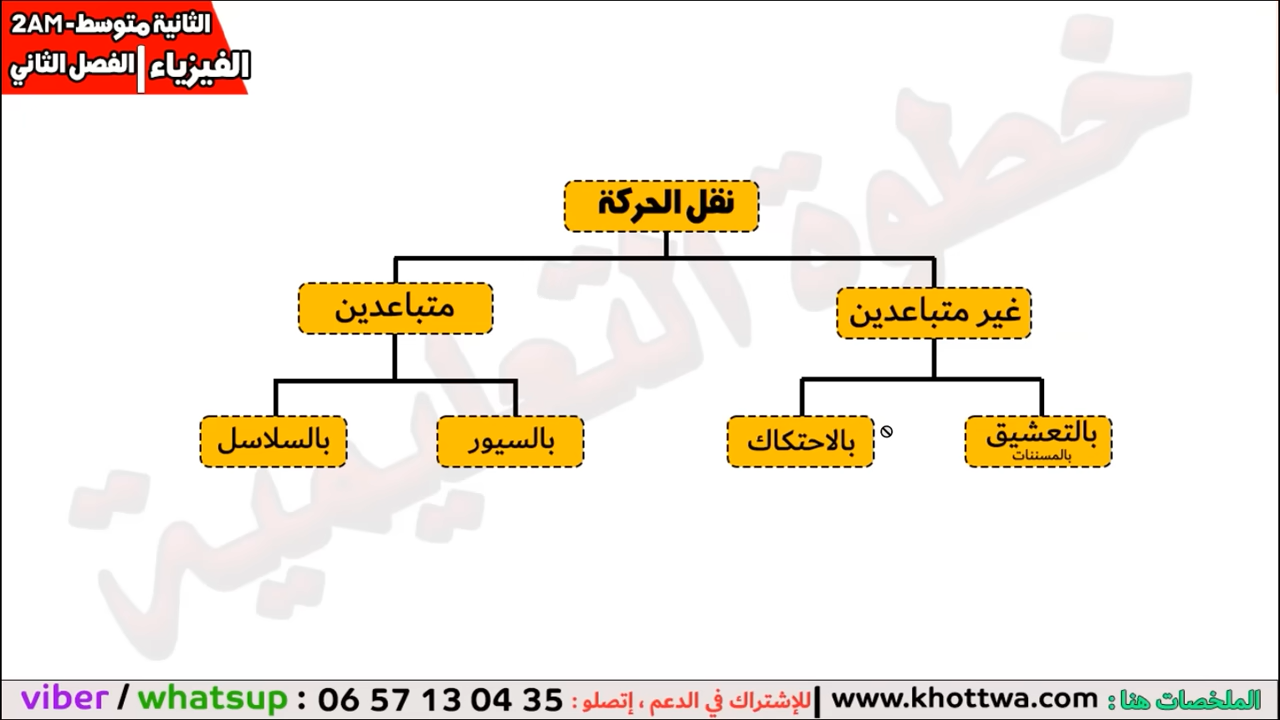 الثانية متوسط-2AM
الفيزياء | الفصل الثاني
خطوة التعليمية
نقل الحركة
غير متباعدين
متباعدين
بالتعشيق
بالمسننات
بالاحتكاك
بالسيور
بالسلاسل
الملخصات هنا : www.khottwa.com | للإشتراك في الدعم ، إتصلو : viber / whatsup : 06 57 13 04 35